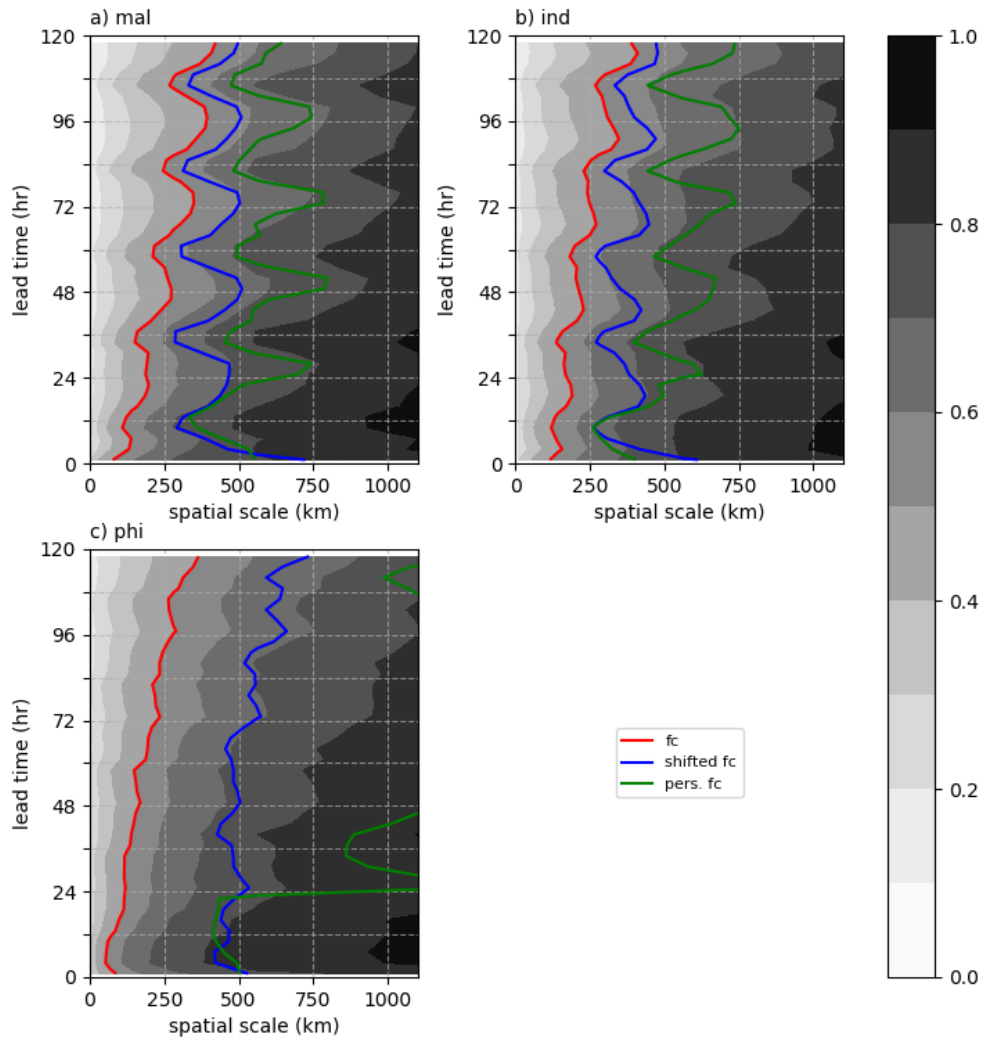 a) mal
b) ind
120
96
72
48
24
0
lead time (hr)
0 250 500 750 1000
spatial scale (km)
120
96
72
48
24
0
lead time (hr)
0 250 500 750 1000
spatial scale (km)
1.0
0.8
0.6
0.4
0.2
0.0
c) phi
120
96
72
48
24
0
lead time (hr)
0 250 500 750 1000
spatial scale (km)
fc
shifted fc
pers. fc